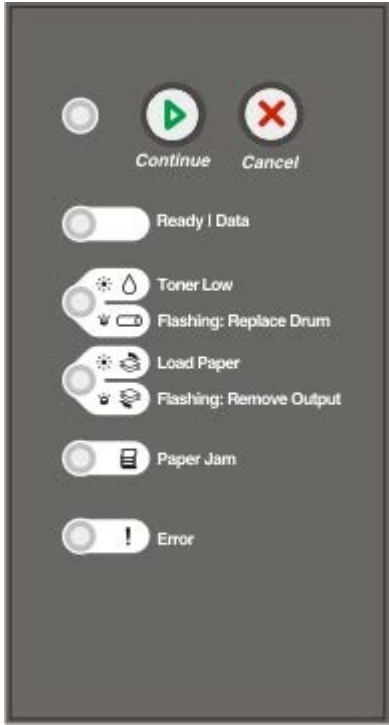 Continue
Cancel
Ready | Data
Toner Low
Flashing: Replace Drum
Load Paper
Flashing: Remove Output
Paper Jam
! Error